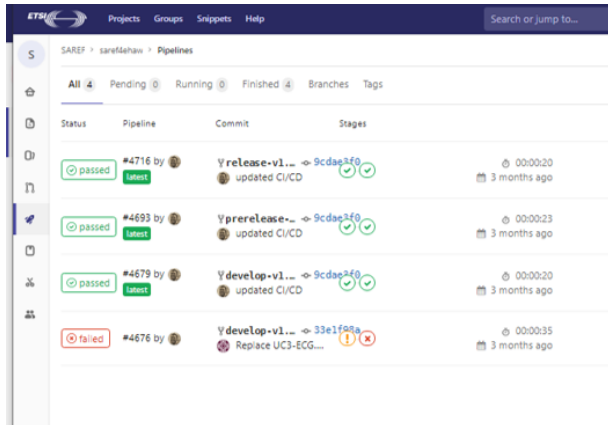 ETSI Projects Groups Snippets Help Search or jump to...
S SAREF > saref4ehaw > Pipelines
All 4 Pending 0 Running 0 Finished 4 Branches Tags
Status Pipeline Commit Stages
passed #4716 by release-v1.... 9cdae3f0 00:00:20
latest updated CI/CD 3 months ago
passed #4693 by prerelease-... 9cdae3f0 00:00:23
latest updated CI/CD 3 months ago
passed #4679 by develop-v1.... 9cdae3f0 00:00:20
latest updated CI/CD 3 months ago
failed #4676 by develop-v1.... 33e1f98a 00:00:35
Replace UC3-ECG.... 3 months ago